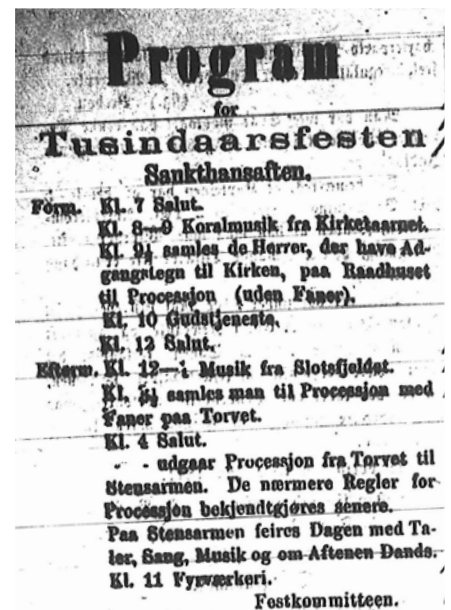 Program
for
Tusindaarsfesten
Sankthansaften.
Form. Kl. 7 Salut.
Kl. 8—9 Koralmusik fra Kirketaarnet.
Kl. 9½ samles de Herrer, der have Ad-
gangstegn til Kirken, paa Raadhuset
til Procession (uden Faner).
Kl. 10 Gudstjeneste.
Kl. 12 Salut.
Efterm. Kl. 12—1 Musik fra Slotsfjeldet.
Kl. 3½ samles man til Procession med
Faner paa Torvet.
Kl. 4 Salut.
- - udgaar Procession fra Torvet til
Stensarmen. De nærmere Regler for
Procession bekjendtgjøres senere.
Paa Stensarmen feires Dagen med Ta-
ler, Sang, Musik og om Aftenen Dands.
Kl. 11 Fyrværkeri.
Festkommitteen.